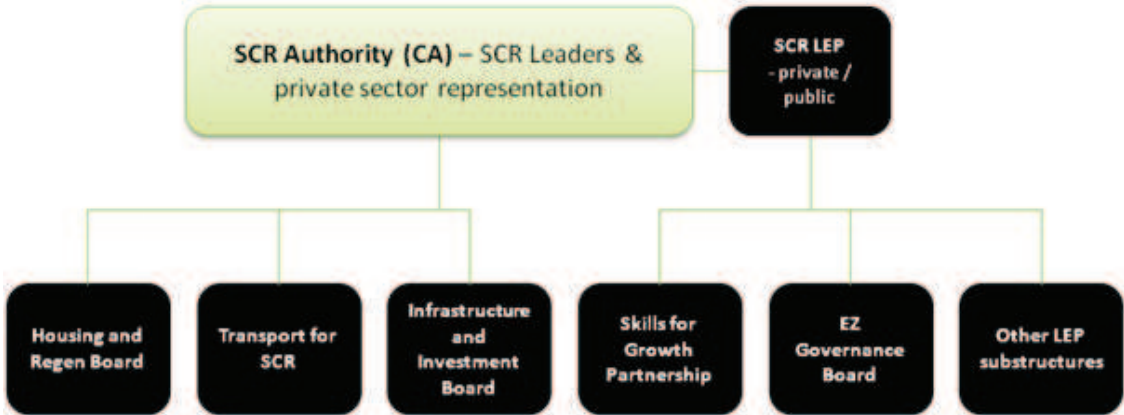 SCR Authority (CA) – SCR Leaders &
private sector representation
SCR LEP
- private /
public
Housing and
Regen Board
Transport for
SCR
Infrastructure
and
Investment
Board
Skills for
Growth
Partnership
EZ
Governance
Board
Other LEP
substructures